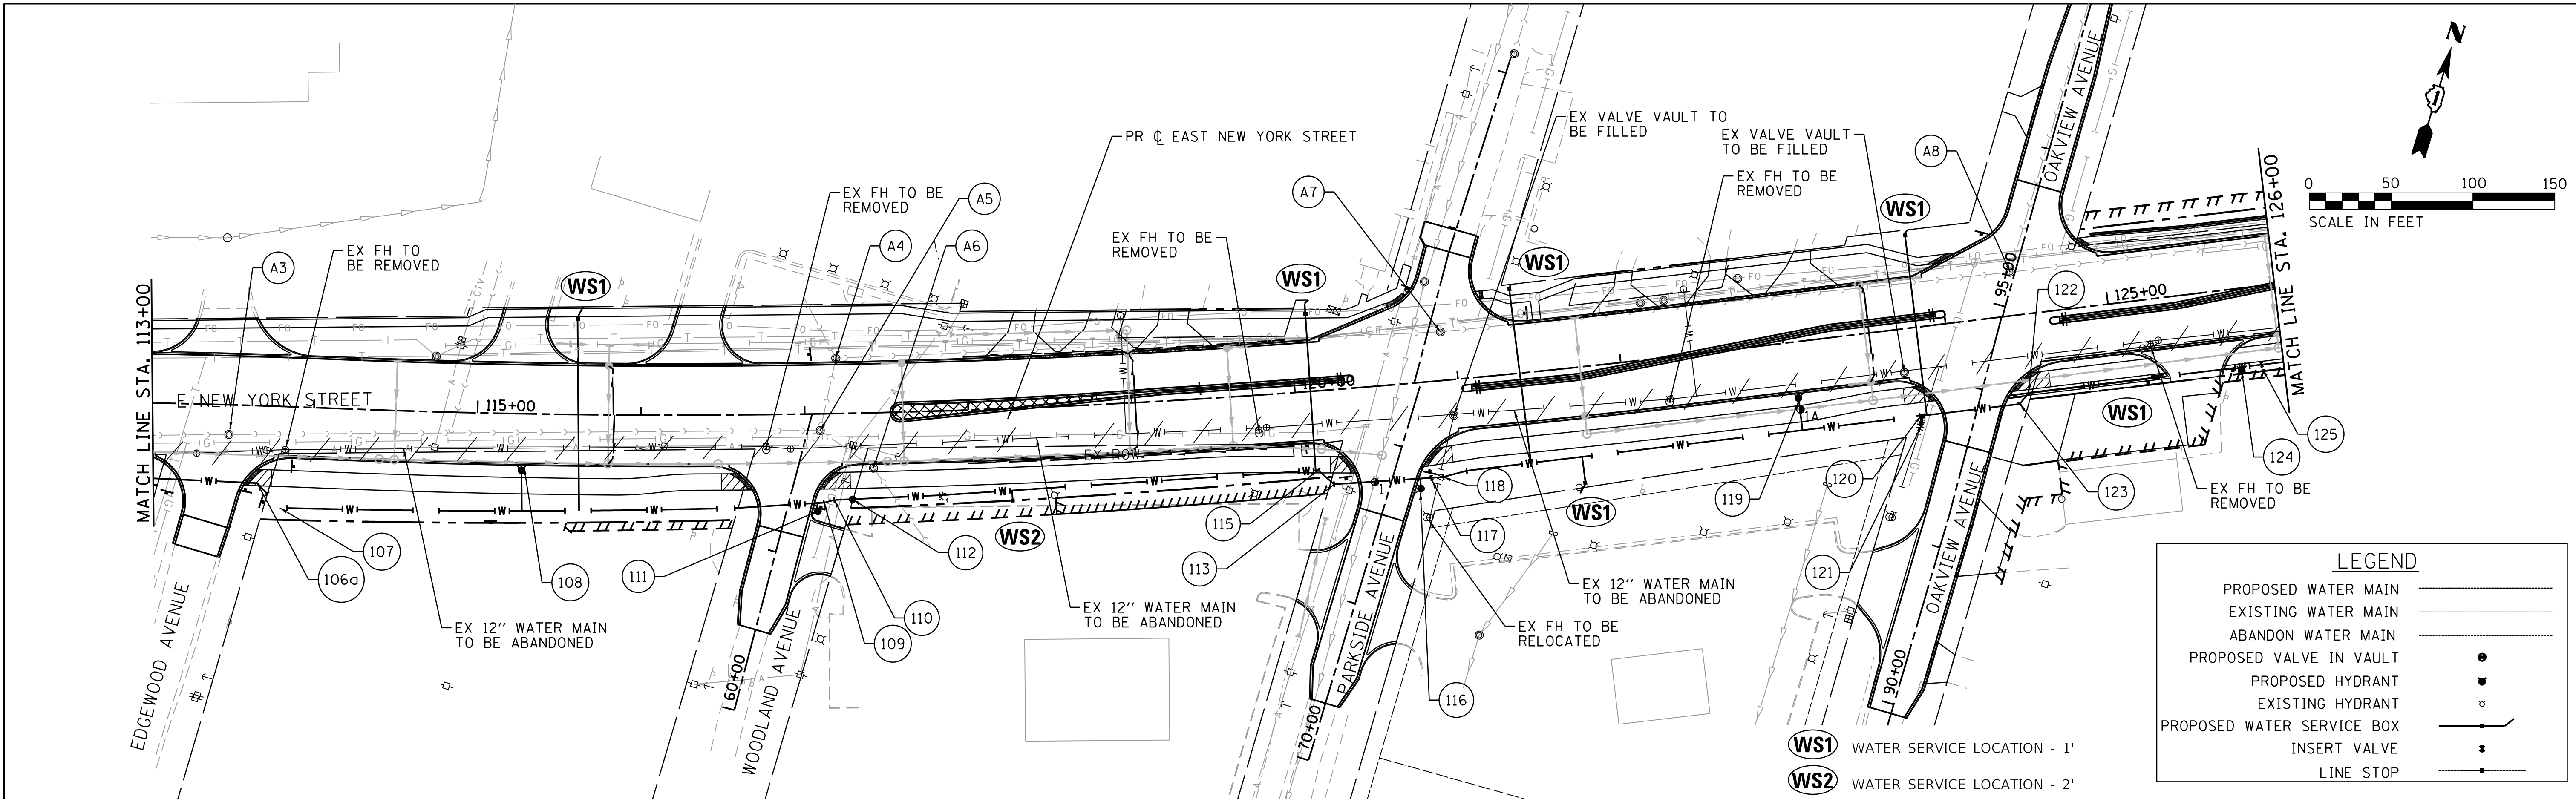 N
0 50 100 150
SCALE IN FEET
MATCH LINE STA. 113+00
A3
EX FH TO
BE REMOVED
WS1
EX FH TO BE
REMOVED
A4
A5
A6
PR ℄ EAST NEW YORK STREET
EX FH TO BE
REMOVED
WS1
A7
EX VALVE VAULT TO
BE FILLED
WS1
EX VALVE VAULT
TO BE FILLED
EX FH TO BE
REMOVED
WS1
A8
OAKVIEW AVENUE
95+00
122
125+00
MATCH LINE STA. 126+00
E NEW YORK STREET
115+00
120+00
EX ROW
1A
1
107
106a
EX 12'' WATER MAIN
TO BE ABANDONED
108
111
110
109
112
WS2
EX 12'' WATER MAIN
TO BE ABANDONED
115
113
117
118
116
EX FH TO BE
RELOCATED
WS1
EX 12'' WATER MAIN
TO BE ABANDONED
119
120
121
123
WS1
124
125
EX FH TO BE
REMOVED
EDGEWOOD AVENUE
60+00
WOODLAND AVENUE
70+00
PARKSIDE AVENUE
90+00
OAKVIEW AVENUE
WS1 WATER SERVICE LOCATION - 1"
WS2 WATER SERVICE LOCATION - 2"
LEGEND
PROPOSED WATER MAIN
EXISTING WATER MAIN
ABANDON WATER MAIN
PROPOSED VALVE IN VAULT
PROPOSED HYDRANT
EXISTING HYDRANT
PROPOSED WATER SERVICE BOX
INSERT VALVE
LINE STOP